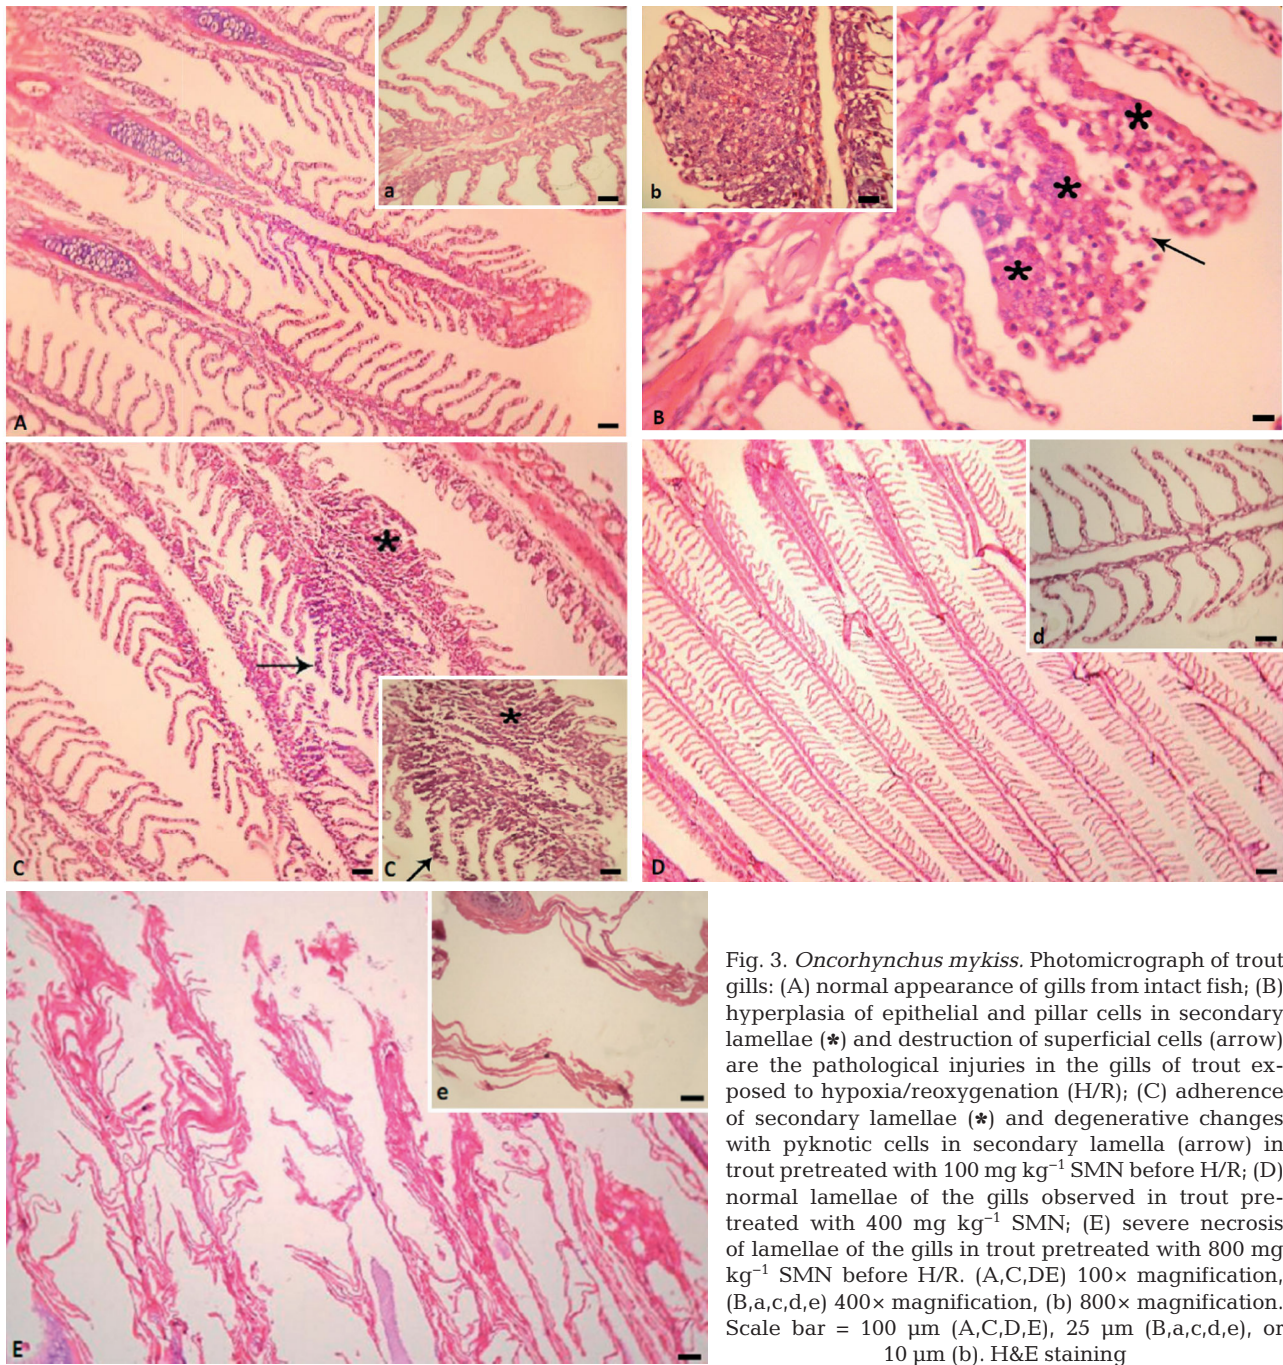 a
A
b
B
C
C
d
D
e
E
Fig. 3. Oncorhynchus mykiss. Photomicrograph of trout
gills: (A) normal appearance of gills from intact fish; (B)
hyperplasia of epithelial and pillar cells in secondary
lamellae (*) and destruction of superficial cells (arrow)
are the pathological injuries in the gills of trout ex-
posed to hypoxia/reoxygenation (H/R); (C) adherence
of secondary lamellae (*) and degenerative changes
with pyknotic cells in secondary lamella (arrow) in
trout pretreated with 100 mg kg⁻¹ SMN before H/R; (D)
normal lamellae of the gills observed in trout pre-
treated with 400 mg kg⁻¹ SMN; (E) severe necrosis
of lamellae of the gills in trout pretreated with 800 mg
kg⁻¹ SMN before H/R. (A,C,DE) 100× magnification,
(B,a,c,d,e) 400× magnification, (b) 800× magnification.
Scale bar = 100 µm (A,C,D,E), 25 µm (B,a,c,d,e), or
10 µm (b). H&E staining